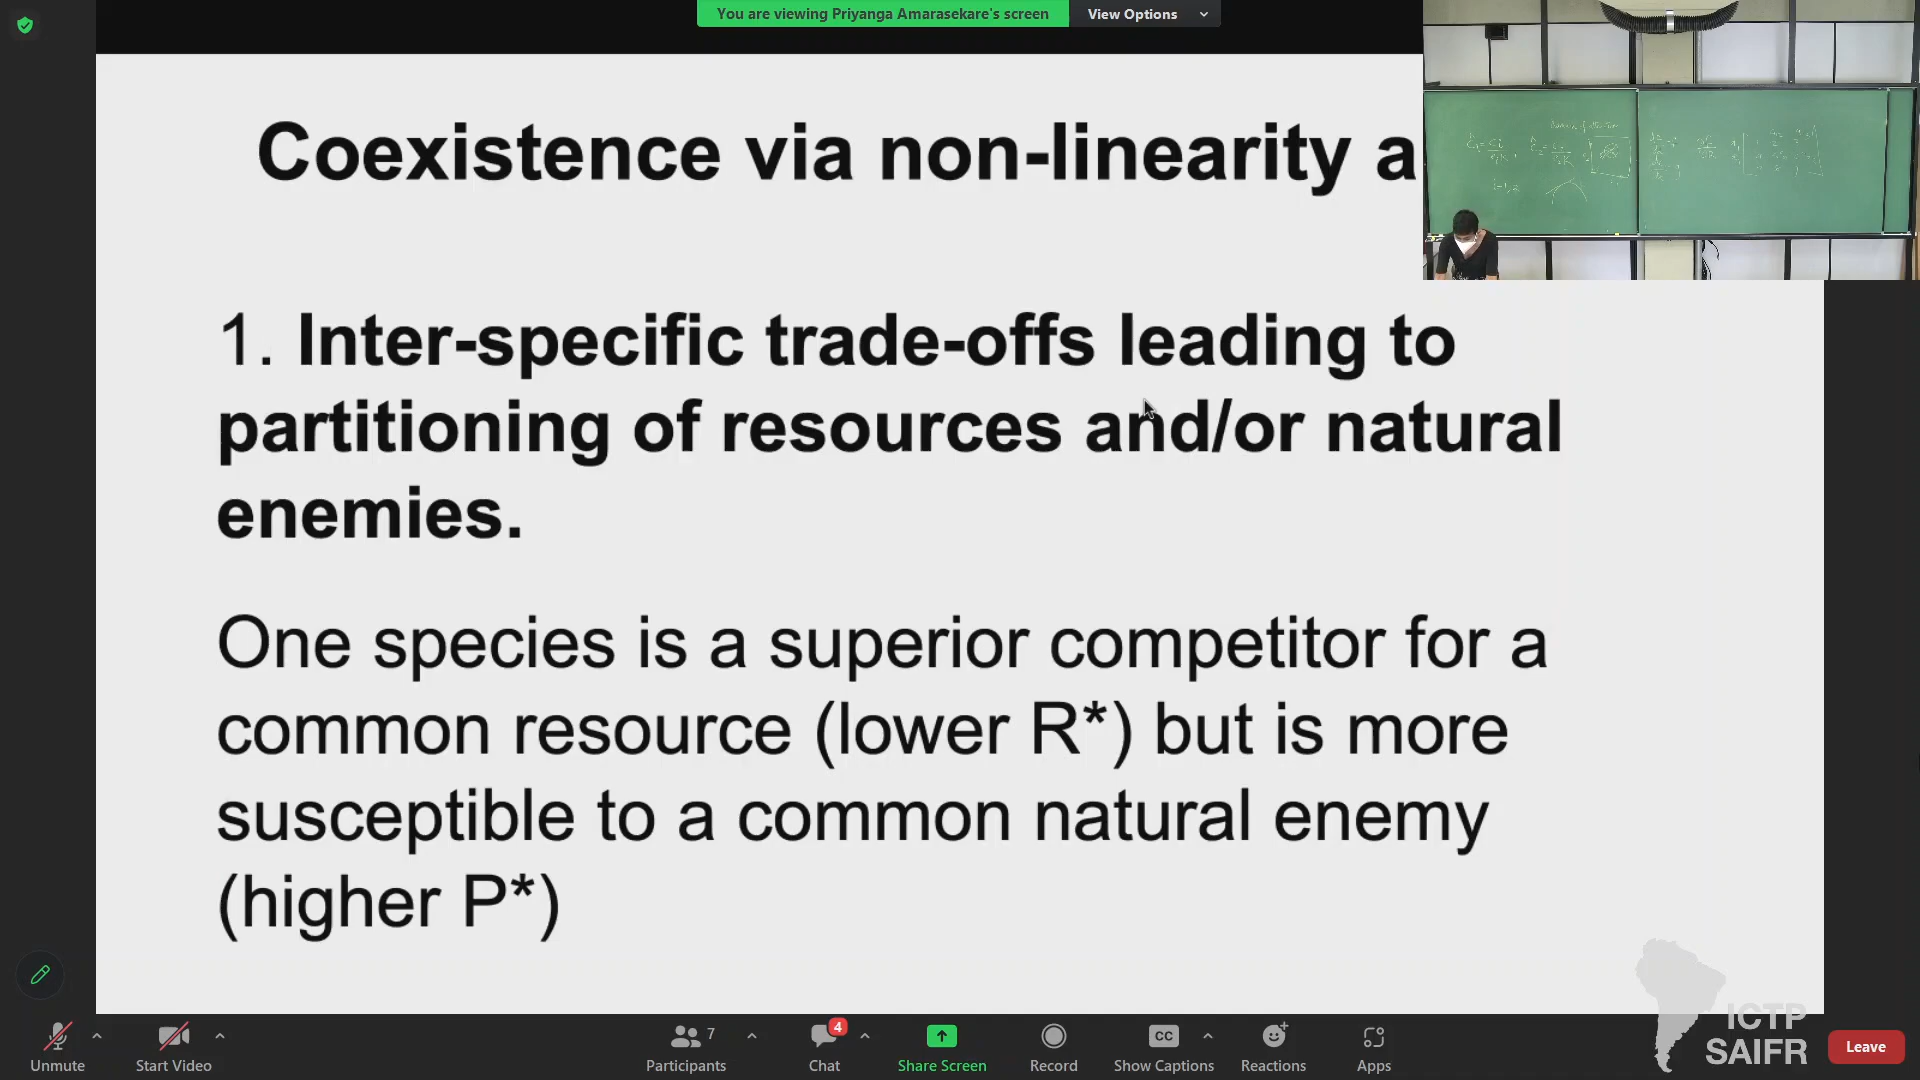 You are viewing Priyanga Amarasekare's screen
View Options
Coexistence via non-linearity a
1. Inter-specific trade-offs leading to
partitioning of resources and/or natural
enemies.
One species is a superior competitor for a
common resource (lower R*) but is more
susceptible to a common natural enemy
(higher P*)
ICTP
SAIFR
Unmute
Start Video
Participants
7
Chat
4
Share Screen
Record
CC
Show Captions
Reactions
Apps
Leave